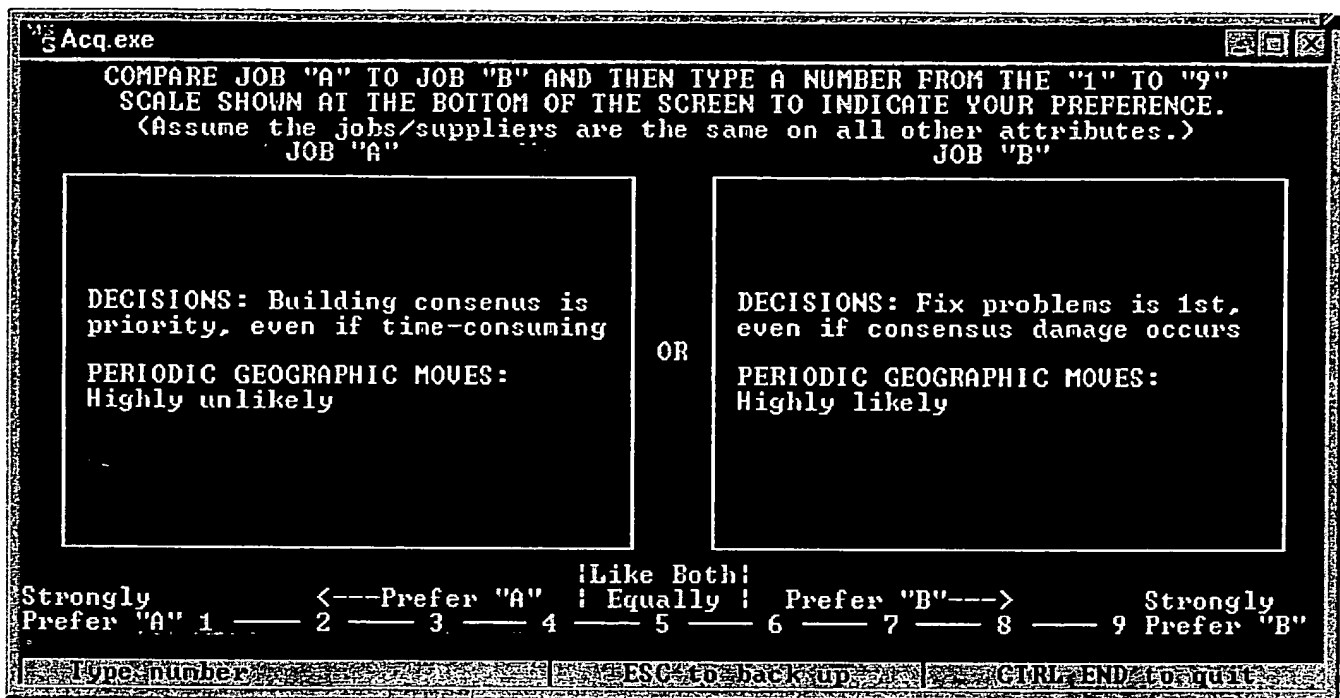 MS Acq.exe
COMPARE JOB "A" TO JOB "B" AND THEN TYPE A NUMBER FROM THE "1" TO "9"
SCALE SHOWN AT THE BOTTOM OF THE SCREEN TO INDICATE YOUR PREFERENCE.
(Assume the jobs/suppliers are the same on all other attributes.)
JOB "A"
JOB "B"
DECISIONS: Building consenus is
priority, even if time-consuming
PERIODIC GEOGRAPHIC MOVES:
Highly unlikely
OR
DECISIONS: Fix problems is 1st,
even if consensus damage occurs
PERIODIC GEOGRAPHIC MOVES:
Highly likely
|Like Both|
Strongly <---Prefer "A" | Equally | Prefer "B"---> Strongly
Prefer "A" 1 —— 2 —— 3 —— 4 —— 5 —— 6 —— 7 —— 8 —— 9 Prefer "B"
Type number ESC to back up CTRL END to quit